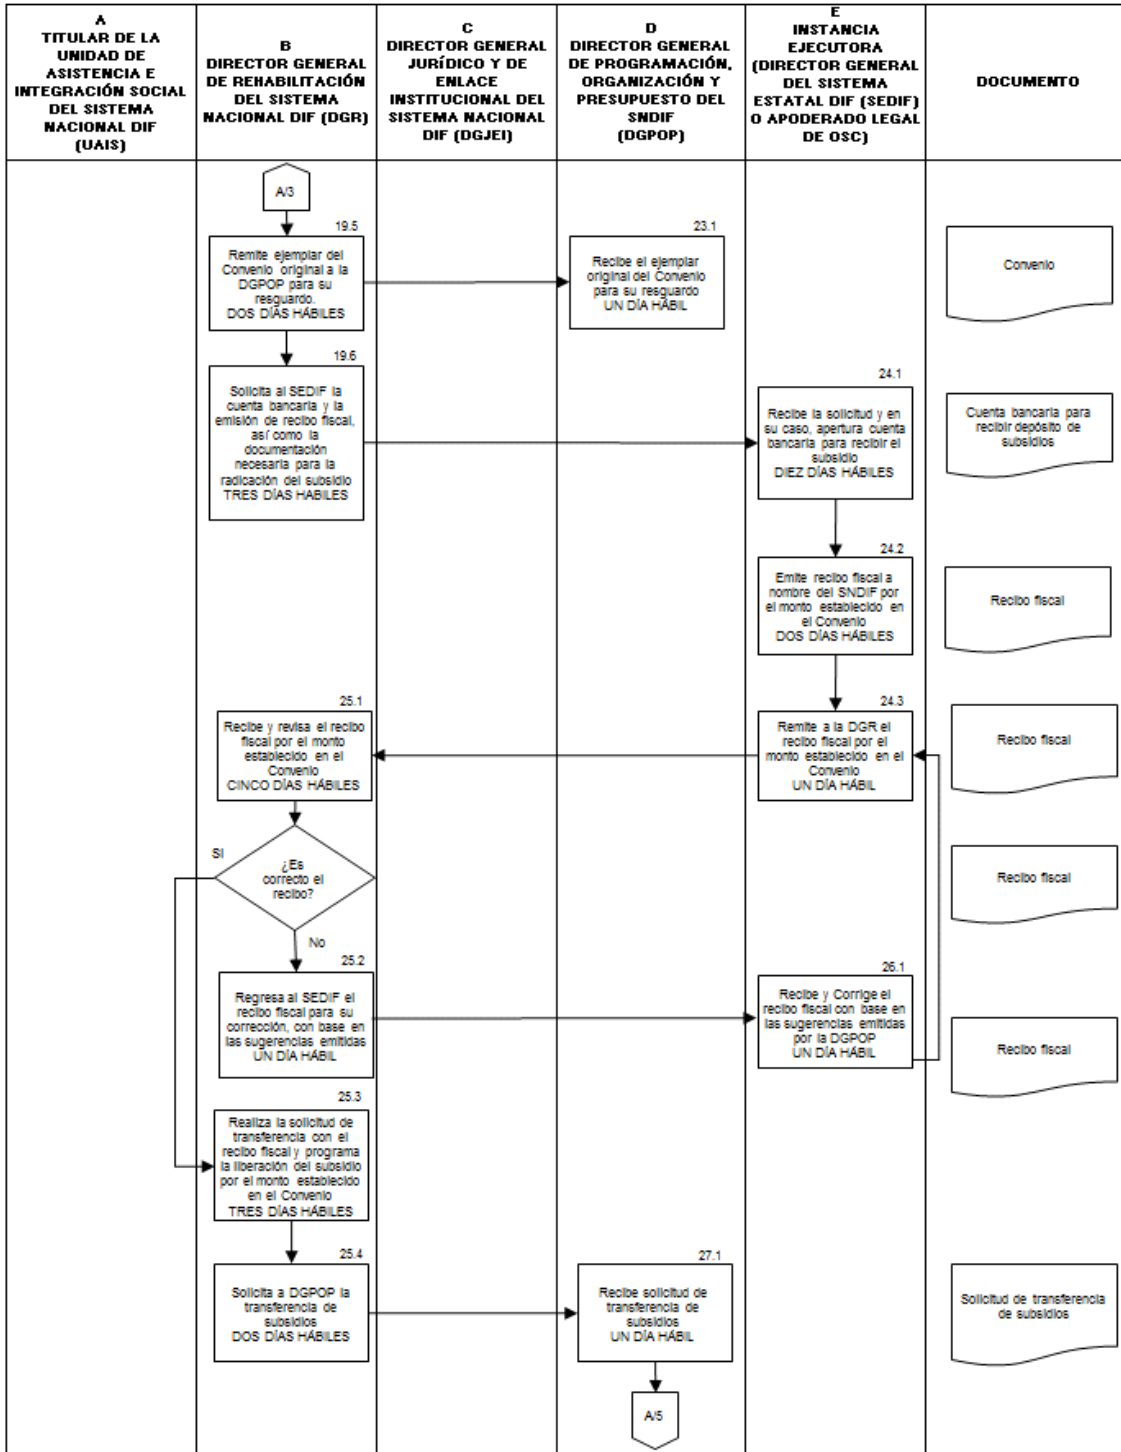 A
TITULAR DE LA
UNIDAD DE
ASISTENCIA E
INTEGRACIÓN SOCIAL
DEL SISTEMA
NACIONAL DIF
(UAIS)
B
DIRECTOR GENERAL
DE REHABILITACIÓN
DEL SISTEMA
NACIONAL DIF (DGR)
C
DIRECTOR GENERAL
JURÍDICO Y DE
ENLACE
INSTITUCIONAL DEL
SISTEMA NACIONAL
DIF (DGJEI)
D
DIRECTOR GENERAL
DE PROGRAMACIÓN,
ORGANIZACIÓN Y
PRESUPUESTO DEL
SNDIF
(DGPOP)
E
INSTANCIA
EJECUTORA
(DIRECTOR GENERAL
DEL SISTEMA
ESTATAL DIF (SEDIF)
O APODERADO LEGAL
DE OSC)
DOCUMENTO
A/3
19.5
Remite ejemplar del
Convenio original a la
DGPOP para su
resguardo.
DOS DÍAS HÁBILES
23.1
Recibe el ejemplar
original del Convenio
para su resguardo
UN DÍA HÁBIL
Convenio
19.6
Solicita al SEDIF la
cuenta bancaria y la
emisión de recibo fiscal,
así como la
documentación
necesaria para la
radicación del subsidio
TRES DÍAS HABILES
24.1
Recibe la solicitud y en
su caso, apertura cuenta
bancaria para recibir el
subsidio
DIEZ DÍAS HÁBILES
Cuenta bancaria para
recibir depósito de
subsidios
24.2
Emite recibo fiscal a
nombre del SNDIF por
el monto establecido en
el Convenio
DOS DÍAS HÁBILES
Recibo fiscal
25.1
Recibe y revisa el recibo
fiscal por el monto
establecido en el
Convenio
CINCO DÍAS HÁBILES
24.3
Remite a la DGR el
recibo fiscal por el
monto establecido en el
Convenio
UN DÍA HÁBIL
Recibo fiscal
SI
¿Es
correcto el
recibo?
No
Recibo fiscal
25.2
Regresa al SEDIF el
recibo fiscal para su
corrección, con base en
las sugerencias emitidas
UN DÍA HÁBIL
26.1
Recibe y Corrige el
recibo fiscal con base en
las sugerencias emitidas
por la DGPOP
UN DÍA HÁBIL
Recibo fiscal
25.3
Realiza la solicitud de
transferencia con el
recibo fiscal y programa
la liberación del subsidio
por el monto establecido
en el Convenio
TRES DÍAS HÁBILES
25.4
Solicita a DGPOP la
transferencia de
subsidios
DOS DÍAS HÁBILES
27.1
Recibe solicitud de
transferencia de
subsidios
UN DÍA HÁBIL
Solicitud de transferencia
de subsidios
A/5